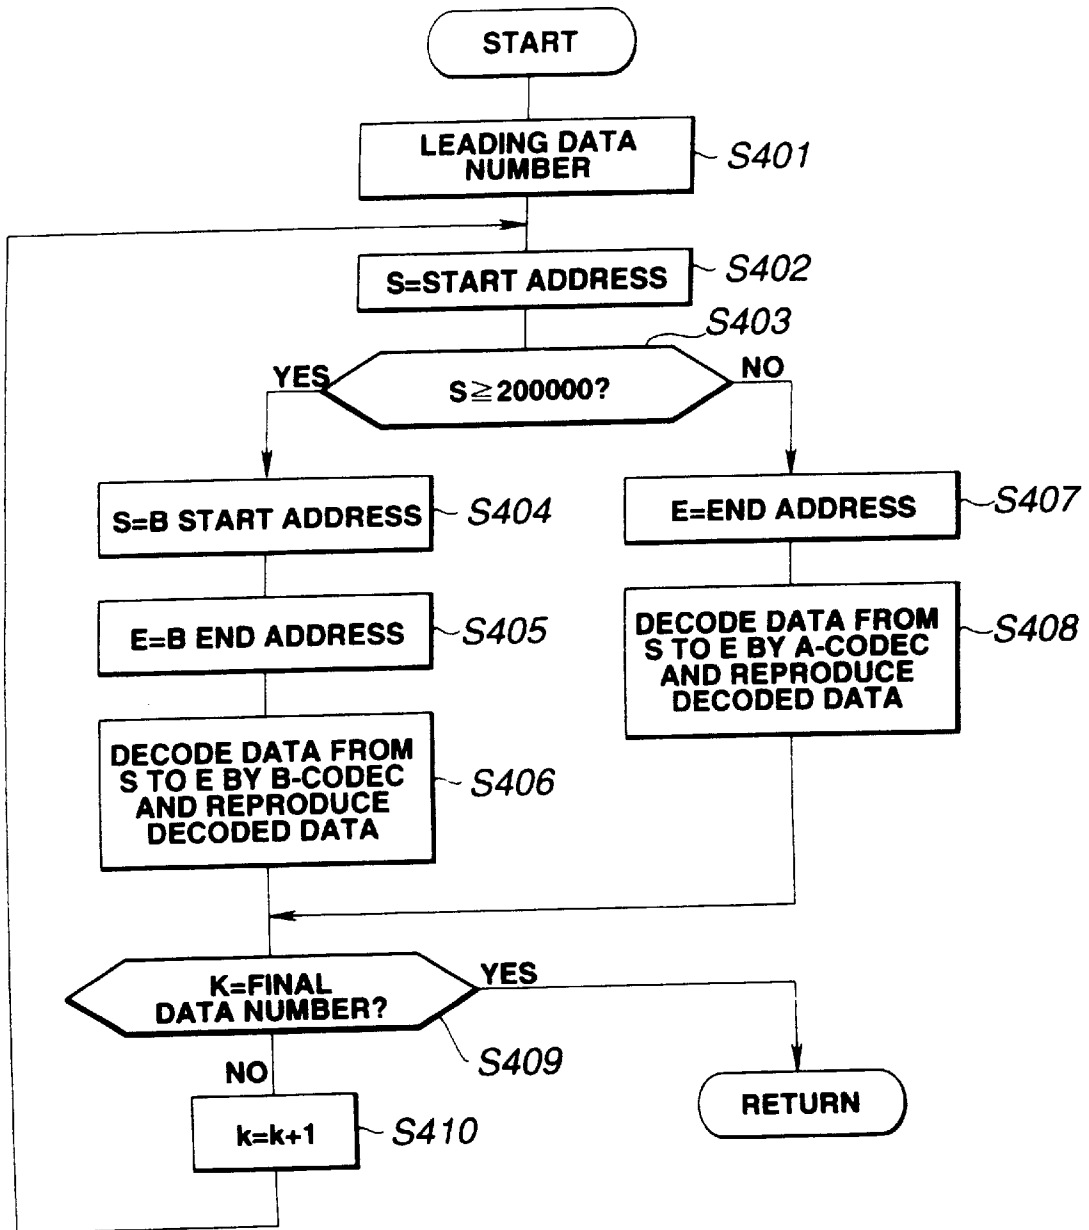 START
LEADING DATA
NUMBER
S401
S=START ADDRESS
S402
S403
YES
S≧200000?
NO
S=B START ADDRESS
S404
E=END ADDRESS
S407
E=B END ADDRESS
S405
DECODE DATA FROM
S TO E BY A-CODEC
AND REPRODUCE
DECODED DATA
S408
DECODE DATA FROM
S TO E BY B-CODEC
AND REPRODUCE
DECODED DATA
S406
K=FINAL
DATA NUMBER?
YES
S409
NO
k=k+1
S410
RETURN